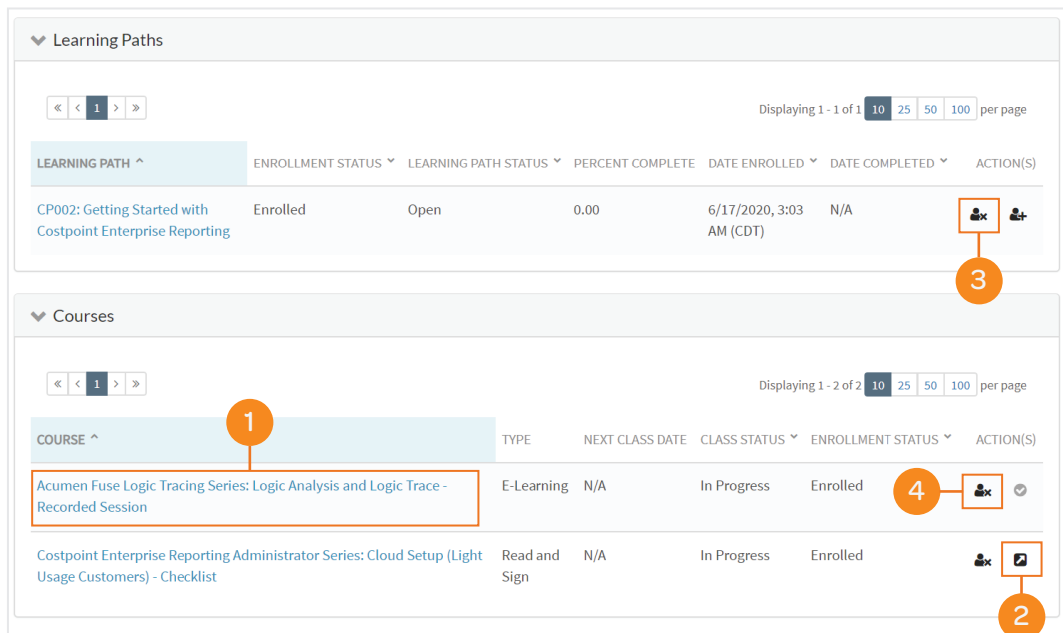 Learning Paths
« < 1 > »
Displaying 1 - 1 of 1 10 25 50 100 per page
LEARNING PATH ENROLLMENT STATUS LEARNING PATH STATUS PERCENT COMPLETE DATE ENROLLED DATE COMPLETED ACTION(S)
CP002: Getting Started with Enrolled Open 0.00 6/17/2020, 3:03 N/A
Costpoint Enterprise Reporting AM (CDT)
3
Courses
« < 1 > »
Displaying 1 - 2 of 2 10 25 50 100 per page
1
COURSE TYPE NEXT CLASS DATE CLASS STATUS ENROLLMENT STATUS ACTION(S)
Acumen Fuse Logic Tracing Series: Logic Analysis and Logic Trace - E-Learning N/A In Progress Enrolled 4
Recorded Session
Costpoint Enterprise Reporting Administrator Series: Cloud Setup (Light Read and N/A In Progress Enrolled
Usage Customers) - Checklist Sign
2